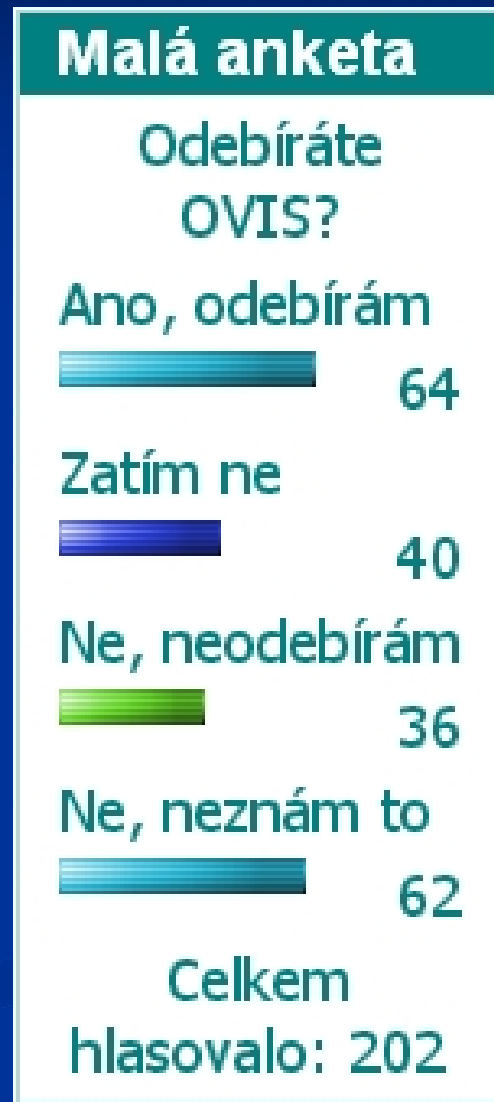 Malá anketa
Odebíráte
OVIS?
Ano, odebírám
64
Zatím ne
40
Ne, neodebírám
36
Ne, neznám to
62
Celkem
hlasovalo: 202